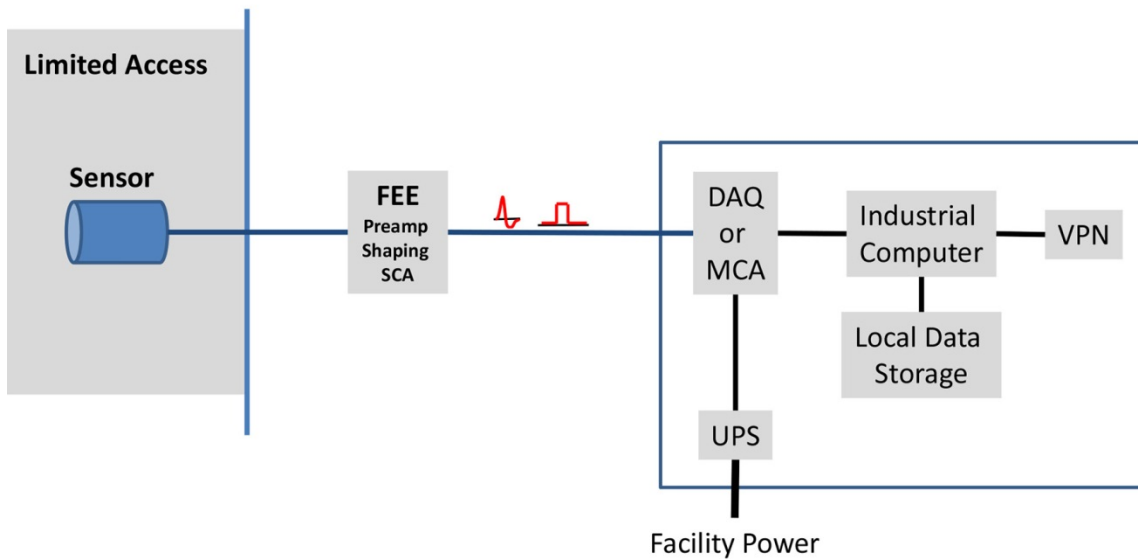 Limited Access
Sensor
FEE
Preamp
Shaping
SCA
DAQ
or
MCA
Industrial
Computer
VPN
Local Data
Storage
UPS
Facility Power